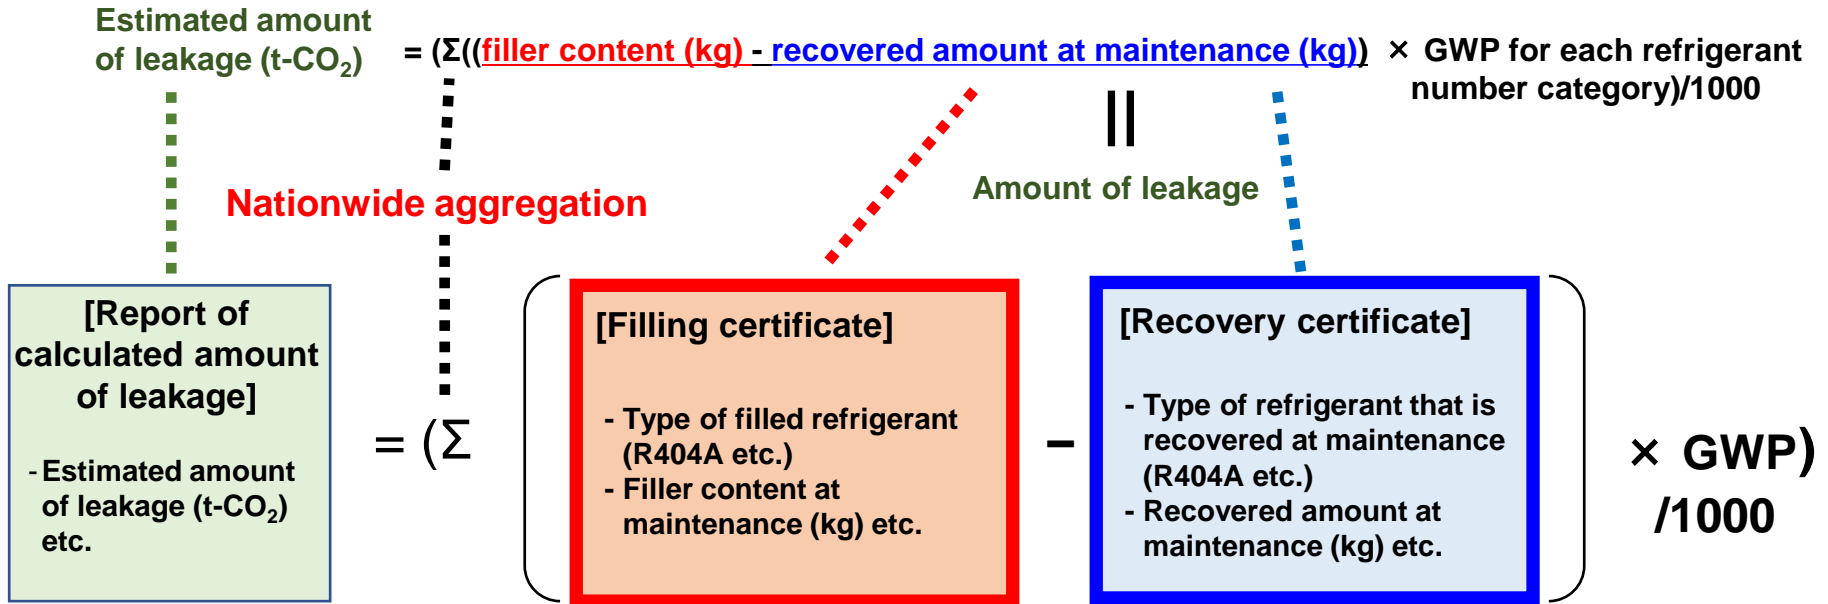 Estimated amount
of leakage (t-CO₂)
= (Σ((filler content (kg) - recovered amount at maintenance (kg)) × GWP for each refrigerant
number category)/1000
||
Amount of leakage
Nationwide aggregation
[Report of
calculated amount
of leakage]
- Estimated amount
of leakage (t-CO₂)
etc.
= (Σ
[Filling certificate]
- Type of filled refrigerant
(R404A etc.)
- Filler content at
maintenance (kg) etc.
-
[Recovery certificate]
- Type of refrigerant that is
recovered at maintenance
(R404A etc.)
- Recovered amount at
maintenance (kg) etc.
× GWP)
/1000